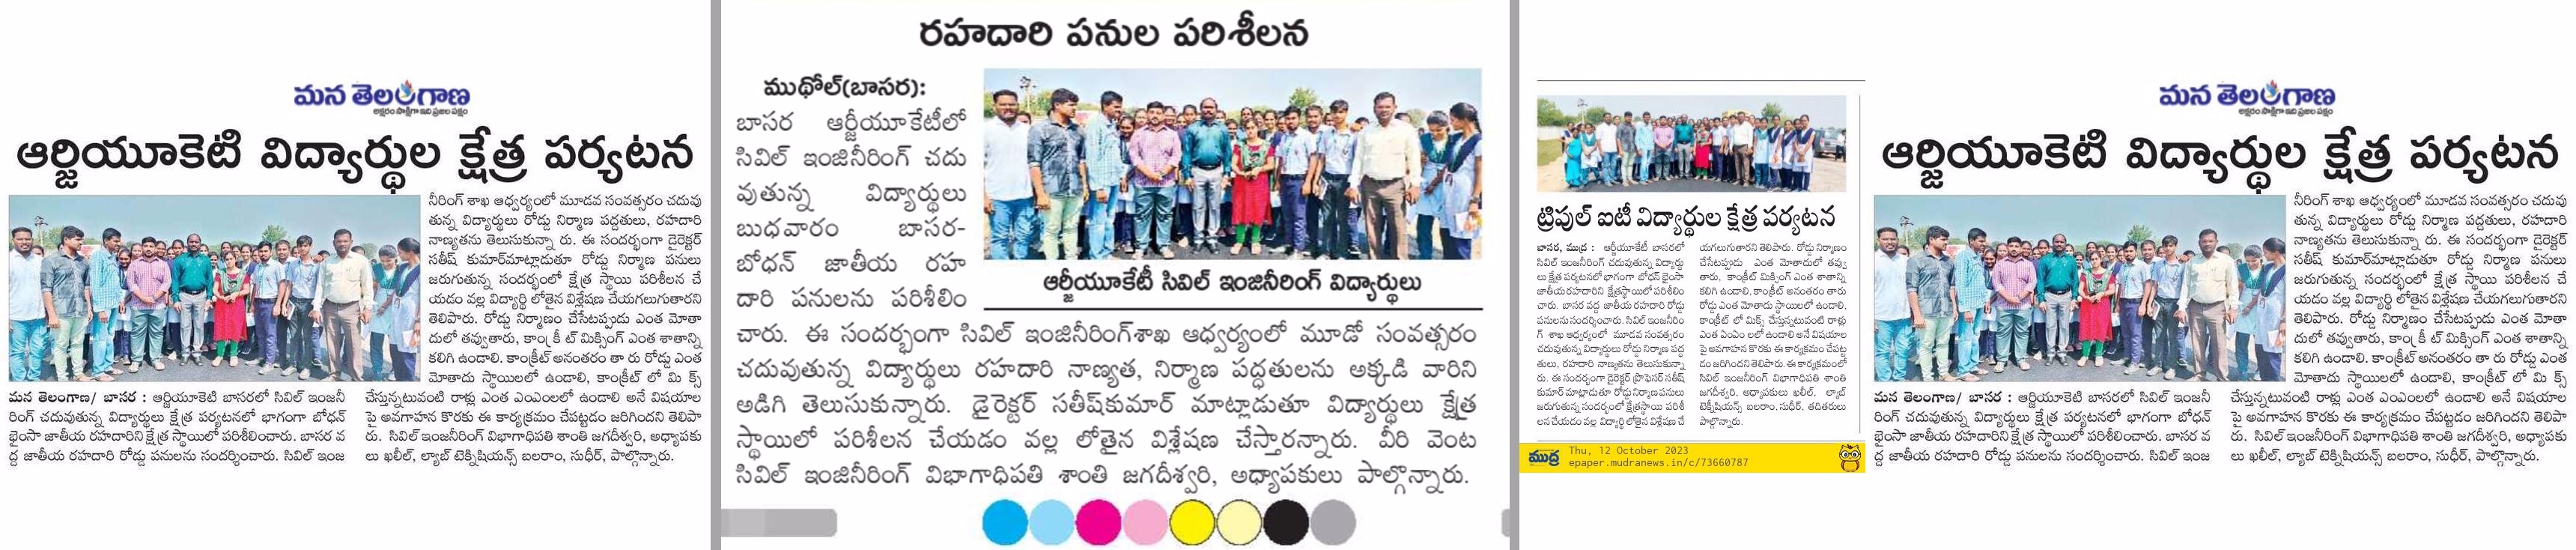 మన తెలంగాణ
అక్షరం సాక్షిగా ఇది ప్రజల పక్షం
ఆర్జియూకెటి విద్యార్థుల క్షేత్ర పర్యటన
మన తెలంగాణ/ బాసర : ఆర్జియూకెటి బాసరలో సివిల్ ఇంజనీ
రింగ్ చదువుతున్న విద్యార్థులు క్షేత్ర పర్యటనలో భాగంగా బోధన్
భైంసా జాతీయ రహదారిని క్షేత్ర స్థాయిలో పరిశీలించారు. బాసర వ
ద్ద జాతీయ రహదారి రోడ్డు పనులను సందర్శించారు. సివిల్ ఇంజ
నీరింగ్ శాఖ ఆధ్వర్యంలో మూడవ సంవత్సరం చదువు
తున్న విద్యార్థులు రోడ్డు నిర్మాణ పద్దతులు, రహదారి
నాణ్యతను తెలుసుకున్నా రు. ఈ సందర్భంగా డైరెక్టర్
సతీష్ కుమార్‌మాట్లాడుతూ రోడ్డు నిర్మాణ పనులు
జరుగుతున్న సందర్భంలో క్షేత్ర స్థాయి పరిశీలన చే
యడం వల్ల విద్యార్థి లోతైన విశ్లేషణ చేయగలుగుతారని
తెలిపారు. రోడ్డు నిర్మాణం చేసేటప్పుడు ఎంత మోతా
దులో తవ్వుతారు, కాంక్రీ ట్ మిక్సింగ్ ఎంత శాతాన్ని
కలిగి ఉండాలి. కాంక్రీట్ అనంతరం తా రు రోడ్డు ఎంత
మోతాదు స్థాయిలలో ఉండాలి, కాంక్రీట్ లో మి క్స్
చేస్తున్నటువంటి రాళ్లు ఎంత ఎంఎంలలో ఉండాలి అనే విషయాల
పై అవగాహన కొరకు ఈ కార్యక్రమం చేపట్టడం జరిగిందని తెలిపా
రు. సివిల్ ఇంజనీరింగ్ విభాగాధిపతి శాంతి జగదీశ్వరి, అధ్యాపకు
లు ఖలీల్, ల్యాబ్ టెక్నిషియన్స్ బలరాం, సుధీర్, పాల్గొన్నారు.
రహదారి పనుల పరిశీలన
ముథోల్(బాసర):
బాసర ఆర్జీయూకేటీలో
సివిల్ ఇంజినీరింగ్ చదు
వుతున్న విద్యార్థులు
బుధవారం బాసర-
బోధన్ జాతీయ రహ
దారి పనులను పరిశీలిం
ఆర్జీయూకేటీ సివిల్ ఇంజినీరింగ్ విద్యార్థులు
చారు. ఈ సందర్భంగా సివిల్ ఇంజినీరింగ్‌శాఖ ఆధ్వర్యంలో మూడో సంవత్సరం
చదువుతున్న విద్యార్థులు రహదారి నాణ్యత, నిర్మాణ పద్ధతులను అక్కడి వారిని
అడిగి తెలుసుకున్నారు. డైరెక్టర్ సతీష్‌కుమార్ మాట్లాడుతూ విద్యార్థులు క్షేత్ర
స్థాయిలో పరిశీలన చేయడం వల్ల లోతైన విశ్లేషణ చేస్తారన్నారు. వీరి వెంట
సివిల్ ఇంజినీరింగ్ విభాగాధిపతి శాంతి జగదీశ్వరి, అధ్యాపకులు పాల్గొన్నారు.
ట్రిపుల్ ఐటీ విద్యార్థుల క్షేత్ర పర్యటన
బాసర, ముద్ర : ఆర్జీయూకేటీ బాసరలో
సివిల్ ఇంజనీరింగ్ చదువుతున్న విద్యార్థు
లు క్షేత్ర పర్యటనలో భాగంగా బోధన్ భైంసా
జాతీయ రహదారిని క్షేత్రస్థాయిలో పరిశీలిం
చారు. బాసర వద్ద జాతీయ రహదారి రోడ్డు
పనులను సందర్శించారు. సివిల్ ఇంజనీరిం
గ్ శాఖ ఆధ్వర్యంలో మూడవ సంవత్సరం
చదువుతున్న విద్యార్థులు రోడ్డు నిర్మాణ పద్ద
తులు, రహదారి నాణ్యతను తెలుసుకున్నా
రు. ఈ సందర్భంగా డైరెక్టర్ ప్రొఫెసర్ సతీష్
కుమార్ మాట్లాడుతూ రోడ్డు నిర్మాణ పనులు
జరుగుతున్న సందర్భంలో క్షేత్రస్థాయి పరిశీ
లన చేయడం వల్ల విద్యార్థి లోతైన విశ్లేషణ చే
యగలుగుతారని తెలిపారు. రోడ్డు నిర్మాణం
చేసేటప్పుడు ఎంత మోతాదులో తవ్వు
తారు, కాంక్రీట్ మిక్సింగ్ ఎంత శాతాన్ని
కలిగి ఉండాలి. కాంక్రీట్ అనంతరం తారు
రోడ్డు ఎంత మోతాదు స్థాయిలో ఉండాలి,
కాంక్రీట్ లో మిక్స్ చేస్తున్నటువంటి రాళ్లు
ఎంత ఎంఎం లలో ఉండాలి అనే విషయాల
పై అవగాహన కొరకు ఈ కార్యక్రమం చేపట్ట
డం జరిగిందని తెలిపారు. ఈ కార్యక్రమంలో
సివిల్ ఇంజనీరింగ్ విభాగాధిపతి శాంతి
జగదీశ్వరి, అధ్యాపకులు ఖలీల్, ల్యాబ్
టెక్నీషియన్స్ బలరాం, సుధీర్, తదితరులు
పాల్గొన్నారు.
ముద్ర
Thu, 12 October 2023
epaper.mudranews.in/c/73660787
మన తెలంగాణ
అక్షరం సాక్షిగా ఇది ప్రజల పక్షం
ఆర్జియూకెటి విద్యార్థుల క్షేత్ర పర్యటన
మన తెలంగాణ/ బాసర : ఆర్జియూకెటి బాసరలో సివిల్ ఇంజనీ
రింగ్ చదువుతున్న విద్యార్థులు క్షేత్ర పర్యటనలో భాగంగా బోధన్
భైంసా జాతీయ రహదారిని క్షేత్ర స్థాయిలో పరిశీలించారు. బాసర వ
ద్ద జాతీయ రహదారి రోడ్డు పనులను సందర్శించారు. సివిల్ ఇంజ
నీరింగ్ శాఖ ఆధ్వర్యంలో మూడవ సంవత్సరం చదువు
తున్న విద్యార్థులు రోడ్డు నిర్మాణ పద్దతులు, రహదారి
నాణ్యతను తెలుసుకున్నా రు. ఈ సందర్భంగా డైరెక్టర్
సతీష్ కుమార్‌మాట్లాడుతూ రోడ్డు నిర్మాణ పనులు
జరుగుతున్న సందర్భంలో క్షేత్ర స్థాయి పరిశీలన చే
యడం వల్ల విద్యార్థి లోతైన విశ్లేషణ చేయగలుగుతారని
తెలిపారు. రోడ్డు నిర్మాణం చేసేటప్పుడు ఎంత మోతా
దులో తవ్వుతారు, కాంక్రీ ట్ మిక్సింగ్ ఎంత శాతాన్ని
కలిగి ఉండాలి. కాంక్రీట్ అనంతరం తా రు రోడ్డు ఎంత
మోతాదు స్థాయిలలో ఉండాలి, కాంక్రీట్ లో మి క్స్
చేస్తున్నటువంటి రాళ్లు ఎంత ఎంఎంలలో ఉండాలి అనే విషయాల
పై అవగాహన కొరకు ఈ కార్యక్రమం చేపట్టడం జరిగిందని తెలిపా
రు. సివిల్ ఇంజనీరింగ్ విభాగాధిపతి శాంతి జగదీశ్వరి, అధ్యాపకు
లు ఖలీల్, ల్యాబ్ టెక్నిషియన్స్ బలరాం, సుధీర్, పాల్గొన్నారు.